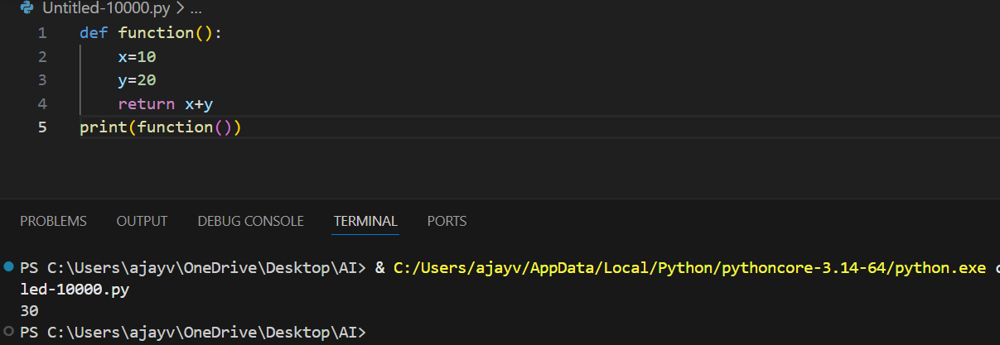 Untitled-10000.py > ...
1 def function():
2     x=10
3     y=20
4     return x+y
5 print(function())
PROBLEMS OUTPUT DEBUG CONSOLE TERMINAL PORTS
PS C:\Users\ajayv\OneDrive\Desktop\AI> & C:/Users/ajayv/AppData/Local/Python/pythoncore-3.14-64/python.exe
led-10000.py
30
PS C:\Users\ajayv\OneDrive\Desktop\AI>